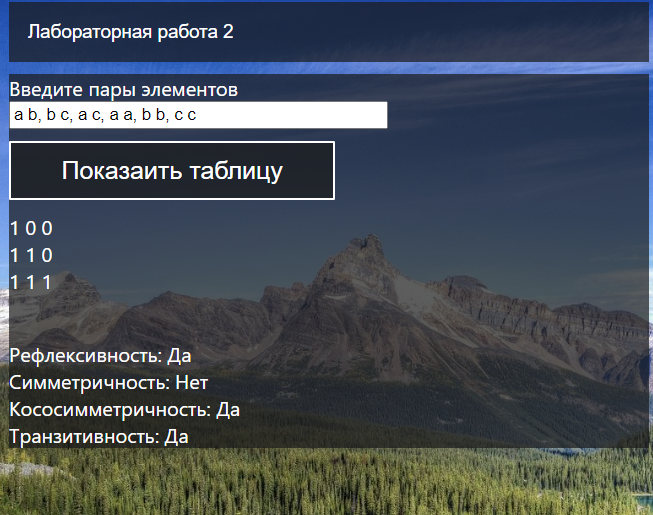 Лабораторная работа 2
Введите пары элементов
a b, b c, a c, a a, b b, c c
Показаить таблицу
1 0 0
1 1 0
1 1 1
Рефлексивность: Да
Симметричность: Нет
Кососимметричность: Да
Транзитивность: Да